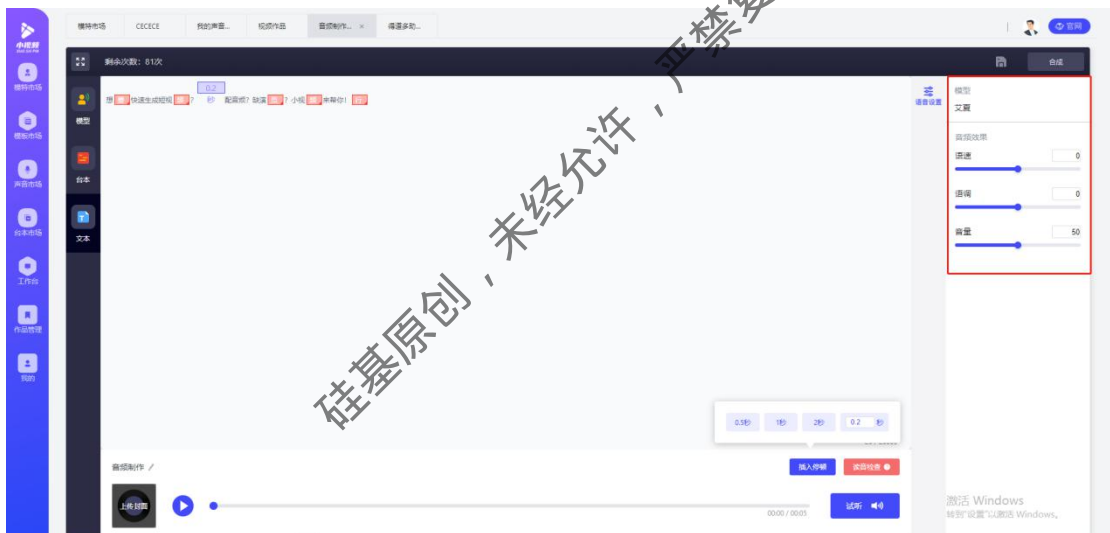 模特市场 CECECE 我的声音... 视频作品 音频制作... × 得漫多助... 官网
小视频
剩余次数：81次 合成
模特市场
模板市场
声音市场
台本市场
工作台
作品管理
我的
模型
台本
文本
0.2
秒 配音频? 缺演 ? 小视 来帮你!
快速生成短视 ?
语音设置
模型
艾夏
音频效果
语速 0
语调 0
音量 50
0.5秒 1秒 2秒 0.2 秒
音频制作
插入停顿
上传封面
00:00 / 00:03
试听
激活 Windows
转到"设置"以激活 Windows。
硅基原创，未经允许，严禁复